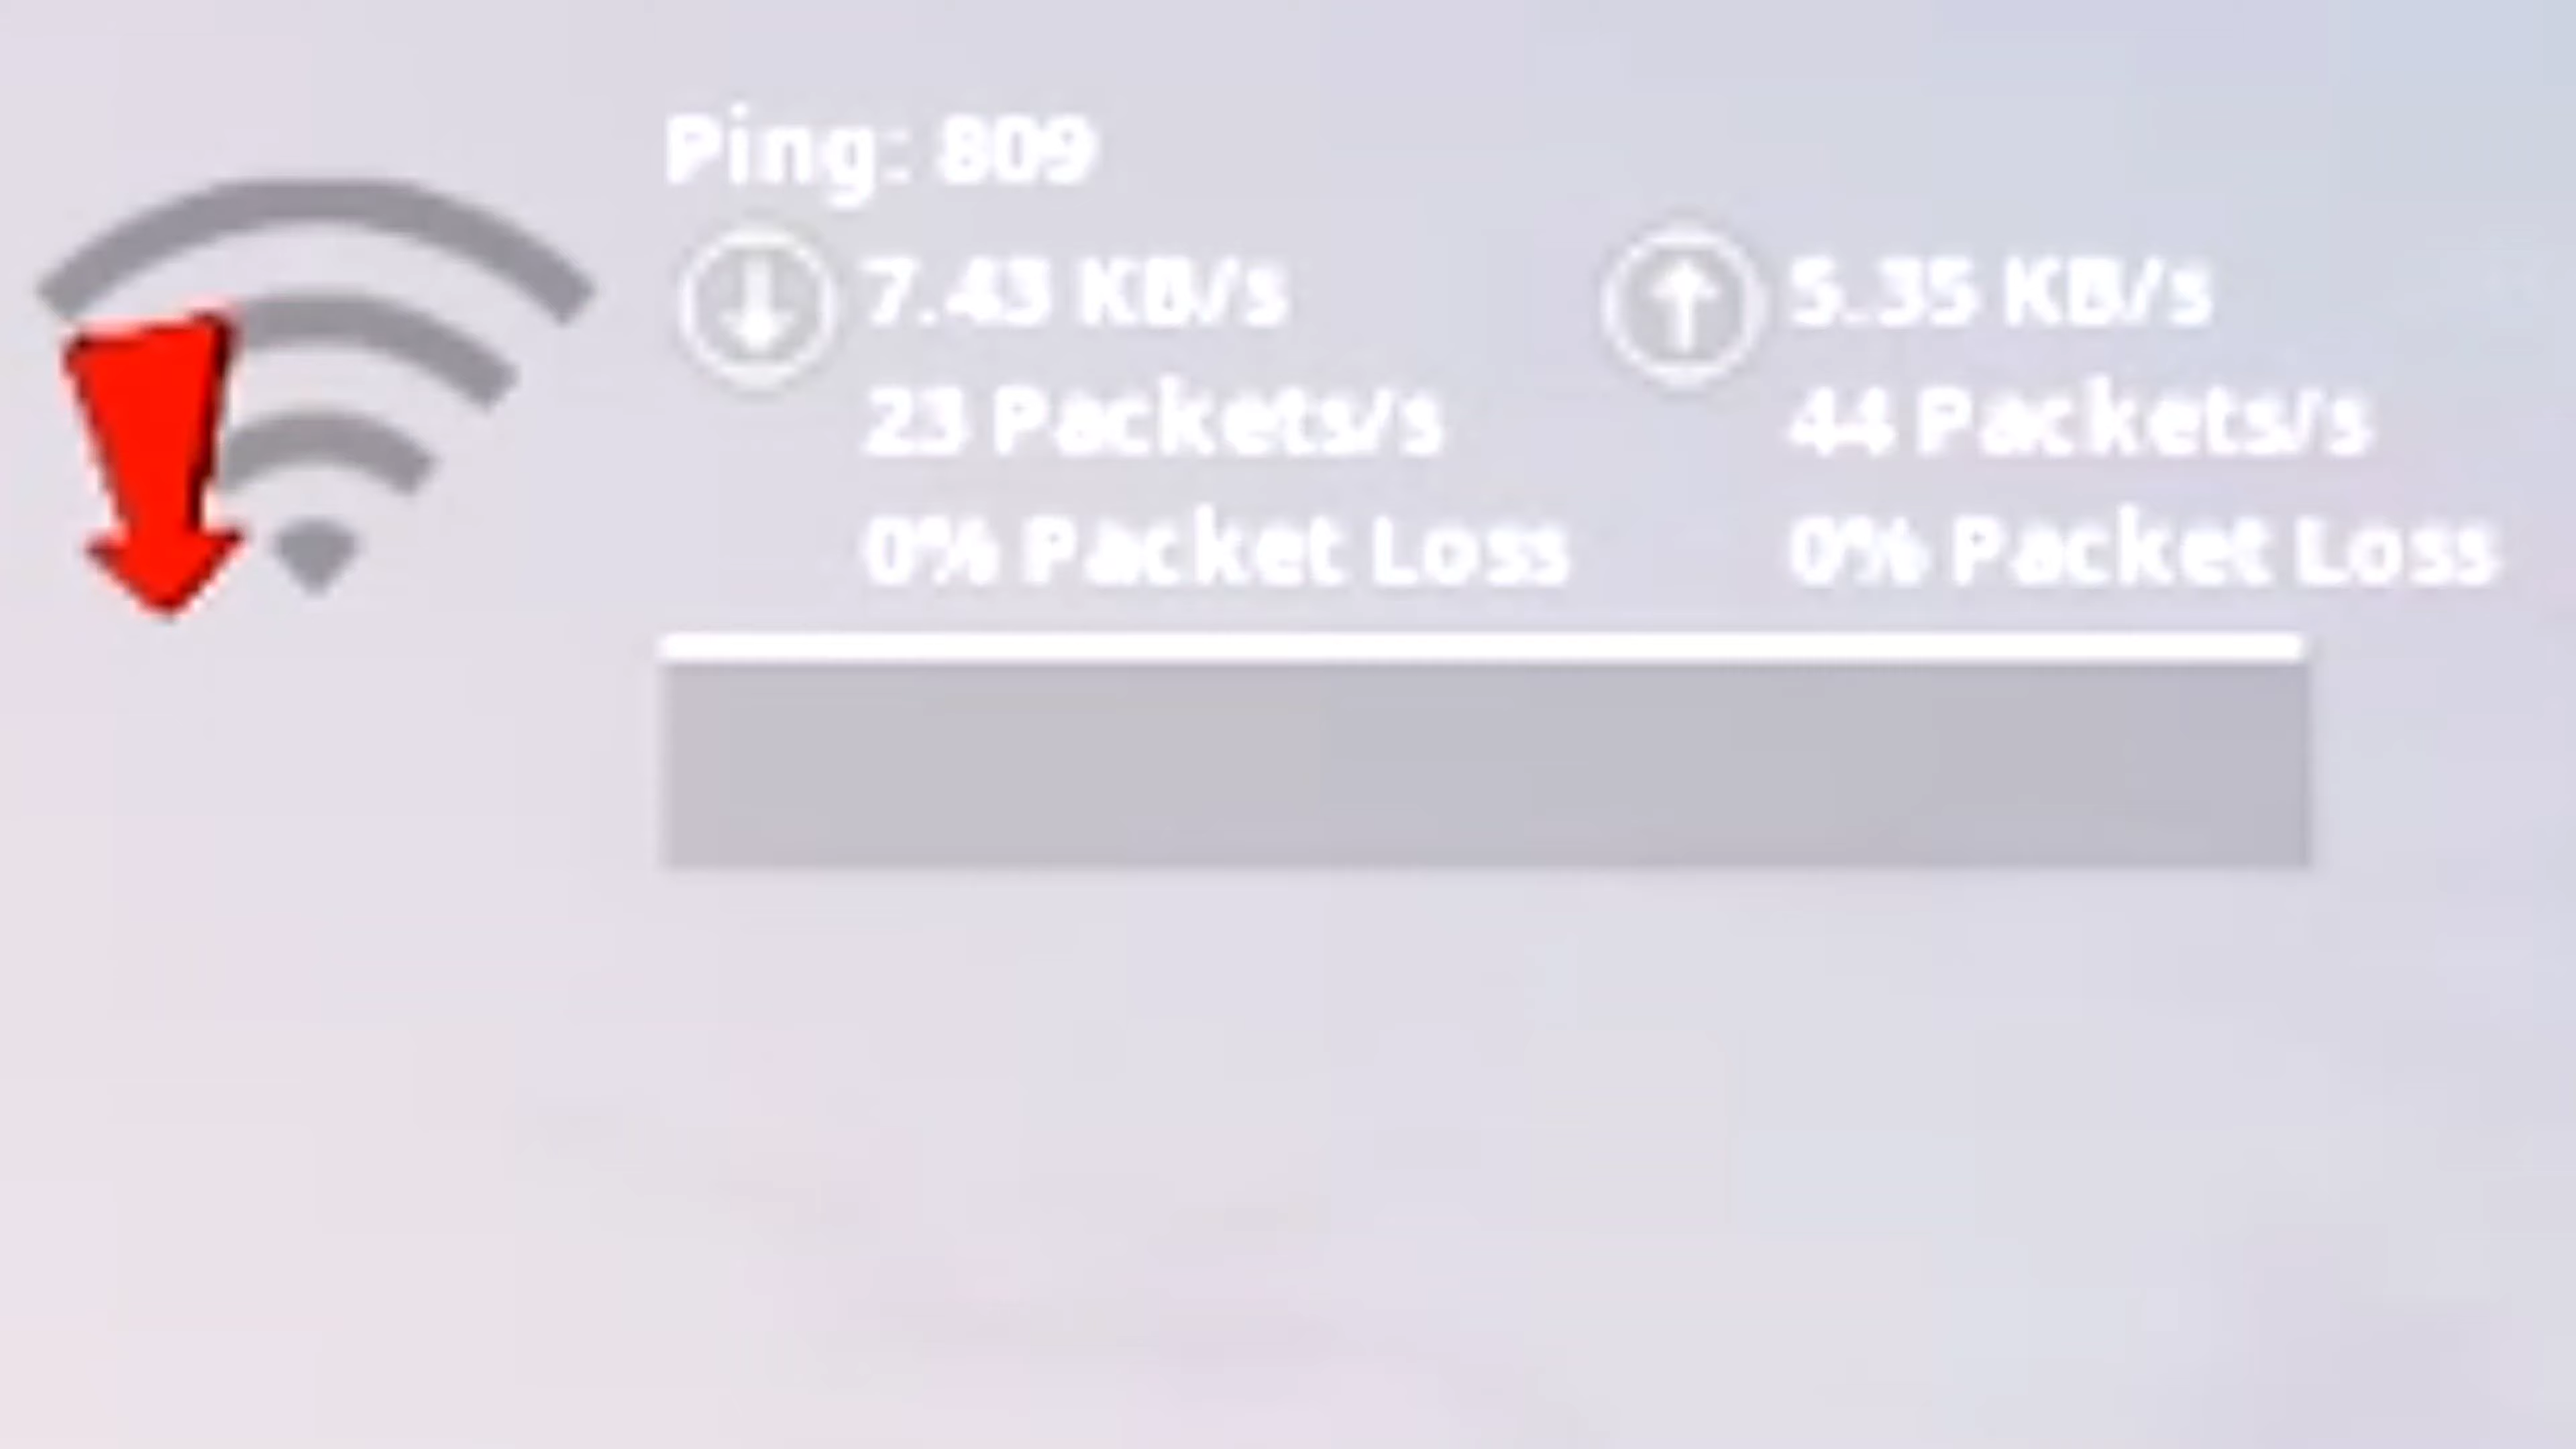 Ping: 809
7.43 KB/s
23 Packets/s
0% Packet Loss
5.35 KB/s
44 Packets/s
0% Packet Loss